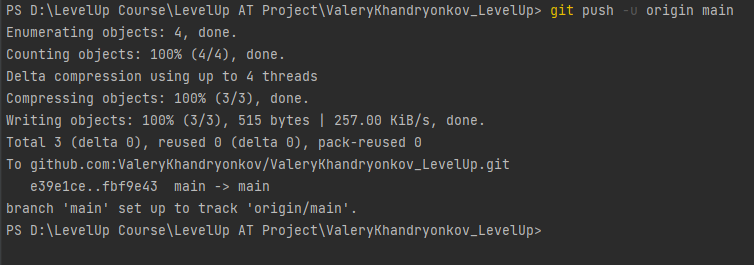 PS D:\LevelUp Course\LevelUp AT Project\ValeryKhandryonkov_LevelUp> git push -u origin main
Enumerating objects: 4, done.
Counting objects: 100% (4/4), done.
Delta compression using up to 4 threads
Compressing objects: 100% (3/3), done.
Writing objects: 100% (3/3), 515 bytes | 257.00 KiB/s, done.
Total 3 (delta 0), reused 0 (delta 0), pack-reused 0
To github.com:ValeryKhandryonkov/ValeryKhandryonkov_LevelUp.git
   e39e1ce..fbf9e43  main -> main
branch 'main' set up to track 'origin/main'.
PS D:\LevelUp Course\LevelUp AT Project\ValeryKhandryonkov_LevelUp>